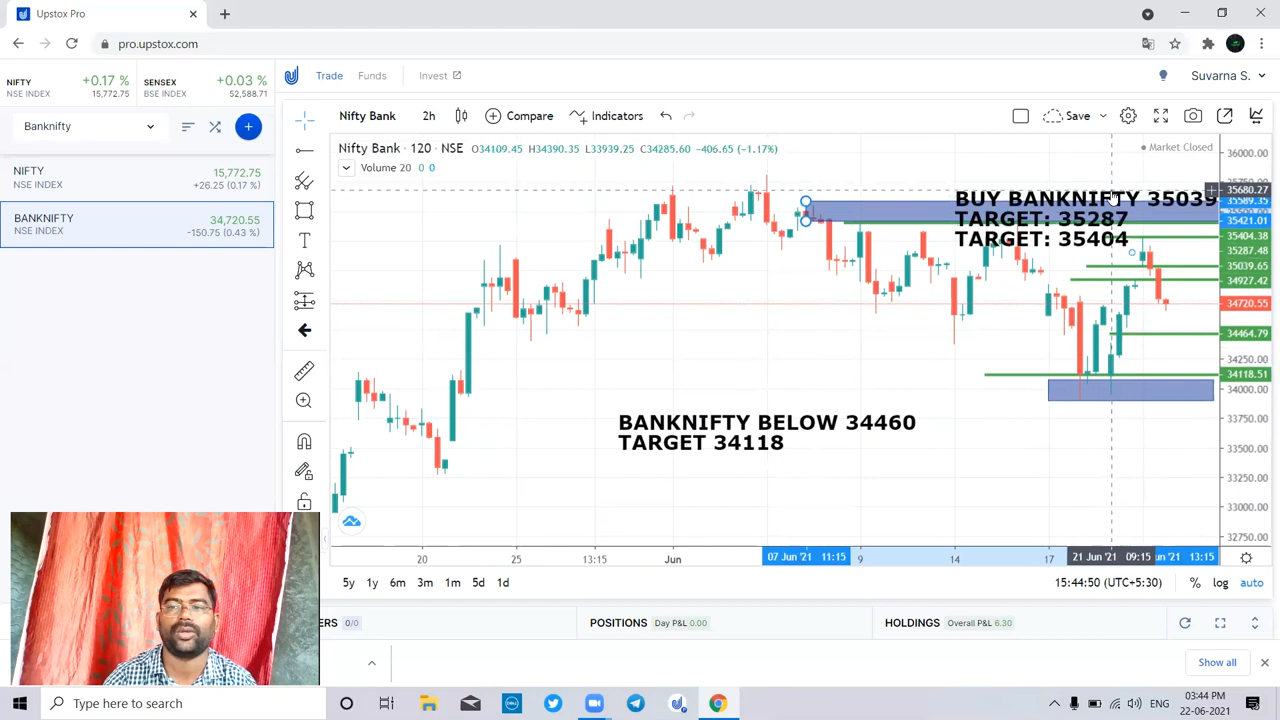 Upstox Pro
pro.upstox.com
NIFTY
NSE INDEX
+0.17 %
15,772.75
SENSEX
BSE INDEX
+0.03 %
52,588.71
Trade
Funds
Invest
Suvarna S.
Banknifty
NIFTY
NSE INDEX
15,772.75
+26.25 (0.17 %)
BANKNIFTY
NSE INDEX
34,720.55
-150.75 (0.43 %)
Nifty Bank
2h
Compare
Indicators
Save
Nifty Bank · 120 · NSE O34109.45 H34390.35 L33939.25 C34285.60 -406.65 (-1.17%)
Market Closed
Volume 20 0 0
BUY BANKNIFTY 35039
TARGET: 35287
TARGET: 35404
BANKNIFTY BELOW 34460
TARGET 34118
36000.00
35680.27
35589.35
35421.01
35404.38
35287.48
35039.65
34927.42
34720.55
34464.79
34250.00
34118.51
34000.00
33750.00
33500.00
33250.00
33000.00
32750.00
20
25
13:15
Jun
07 Jun '21 11:15
9
14
17
21 Jun '21 09:15
un '21 13:15
5y 1y 6m 3m 1m 5d 1d
15:44:50 (UTC+5:30)
%
log
auto
ERS 0/0
POSITIONS Day P&L 0.00
HOLDINGS Overall P&L 6.30
Show all
Type here to search
DELL
ENG
03:44 PM
22-06-2021